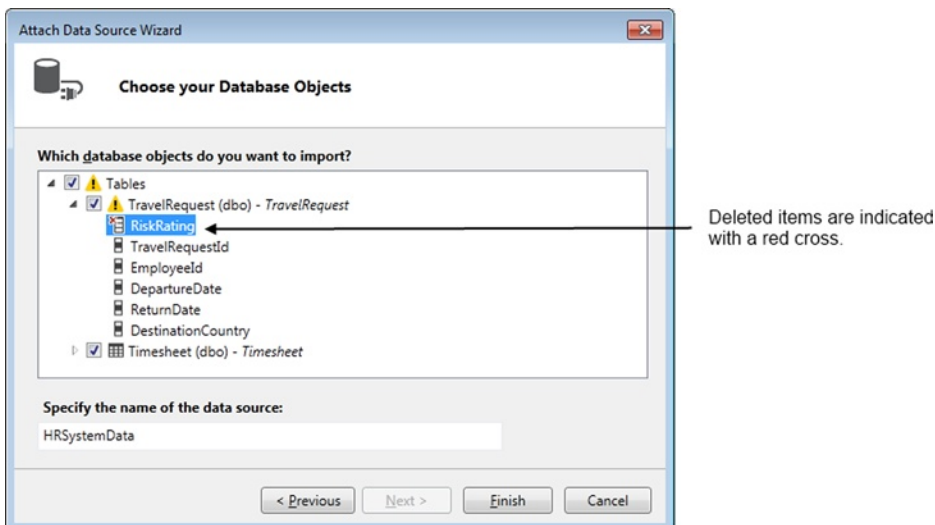 Attach Data Source Wizard
Choose your Database Objects
Which database objects do you want to import?
Tables
TravelRequest (dbo) - TravelRequest
RiskRating
TravelRequestId
EmployeeId
DepartureDate
ReturnDate
DestinationCountry
Timesheet (dbo) - Timesheet
Deleted items are indicated
with a red cross.
Specify the name of the data source:
HRSystemData
< Previous
Next >
Finish
Cancel